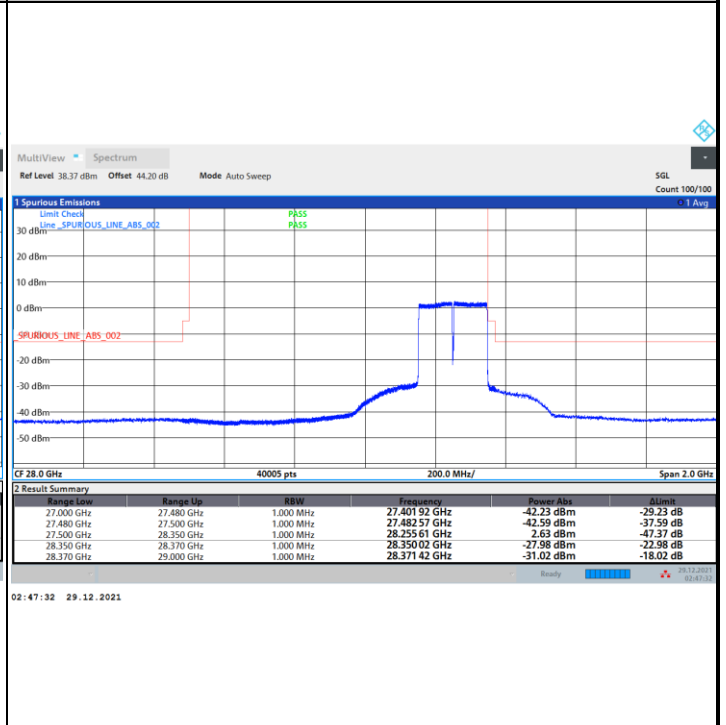 MultiView Spectrum
Ref Level 38.37 dBm Offset 44.20 dB Mode Auto Sweep SGL
Count 100/100
1 Spurious Emissions 1 Avg
Limit Check PASS
Line _SPURIOUS_LINE_ABS_002 PASS
30 dBm
20 dBm
10 dBm
0 dBm
_SPURIOUS_LINE_ABS_002
-20 dBm
-30 dBm
-40 dBm
-50 dBm
CF 28.0 GHz 40005 pts 200.0 MHz/ Span 2.0 GHz
2 Result Summary
Range Low Range Up RBW Frequency Power Abs ΔLimit
27.000 GHz 27.480 GHz 1.000 MHz 27.401 92 GHz -42.23 dBm -29.23 dB
27.480 GHz 27.500 GHz 1.000 MHz 27.482 57 GHz -42.59 dBm -37.59 dB
27.500 GHz 28.350 GHz 1.000 MHz 28.255 61 GHz 2.63 dBm -47.37 dB
28.350 GHz 28.370 GHz 1.000 MHz 28.350 02 GHz -27.98 dBm -22.98 dB
28.370 GHz 29.000 GHz 1.000 MHz 28.371 42 GHz -31.02 dBm -18.02 dB
Ready 29.12.2021
02:47:32
02:47:32 29.12.2021